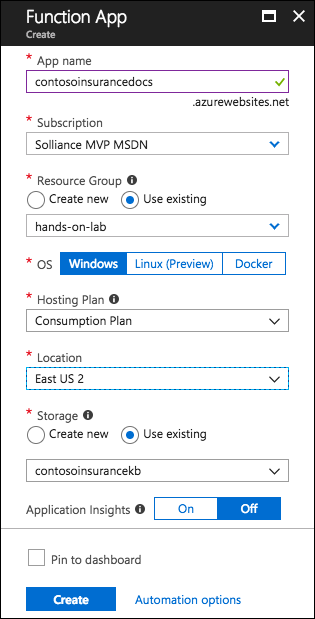 Function App
Create
* App name
contosoinsurancedocs
.azurewebsites.net
* Subscription
Solliance MVP MSDN
* Resource Group
Create new Use existing
hands-on-lab
* OS Windows Linux (Preview) Docker
* Hosting Plan
Consumption Plan
* Location
East US 2
* Storage
Create new Use existing
contosoinsurancekb
Application Insights On Off
Pin to dashboard
Create Automation options